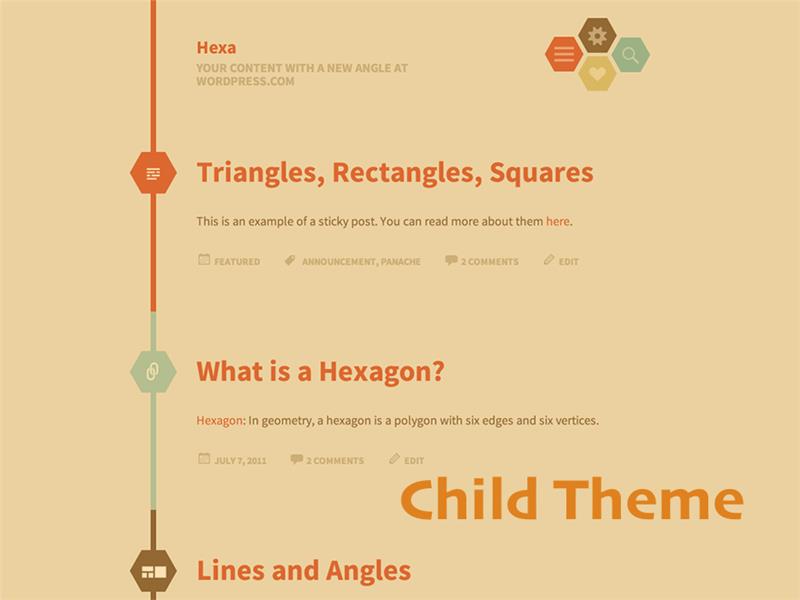 Hexa
YOUR CONTENT WITH A NEW ANGLE AT
WORDPRESS.COM
Triangles, Rectangles, Squares
This is an example of a sticky post. You can read more about them here.
FEATURED ANNOUNCEMENT, PANACHE 2 COMMENTS EDIT
What is a Hexagon?
Hexagon: In geometry, a hexagon is a polygon with six edges and six vertices.
JULY 7, 2011 2 COMMENTS EDIT
Child Theme
Lines and Angles